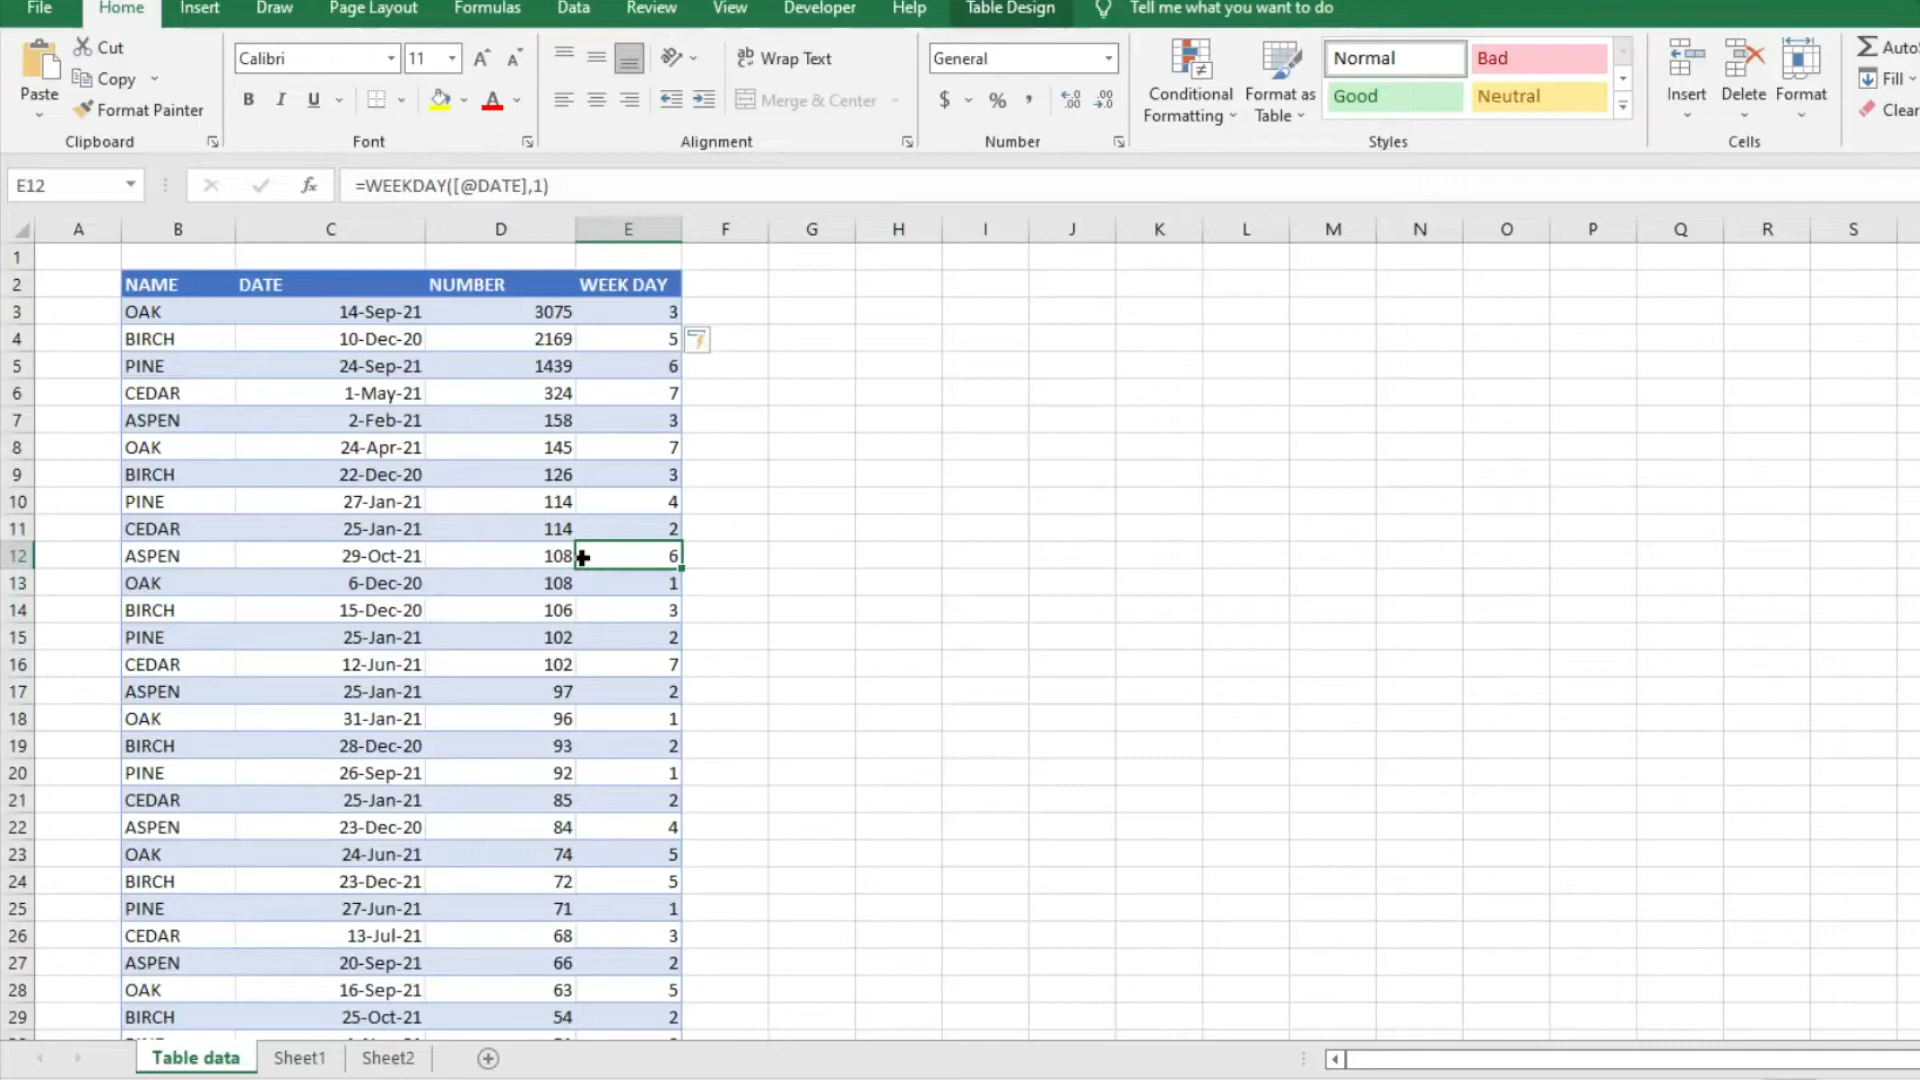 File Home Insert Draw Page Layout Formulas Data Review View Developer Help Table Design Tell me what you want to do
Paste
Cut
Copy
Format Painter
Clipboard
Calibri 11
B I U
Font
Wrap Text
Merge & Center
Alignment
General
$ % ,
Number
Conditional Formatting
Format as Table
Normal Bad
Good Neutral
Styles
Insert Delete Format
Cells
Fill
E12 fx =WEEKDAY([@DATE],1)
A B C D E F G H I J K L M N O P Q R S
1
2 NAME DATE NUMBER WEEK DAY
3 OAK 14-Sep-21 3075 3
4 BIRCH 10-Dec-20 2169 5
5 PINE 24-Sep-21 1439 6
6 CEDAR 1-May-21 324 7
7 ASPEN 2-Feb-21 158 3
8 OAK 24-Apr-21 145 7
9 BIRCH 22-Dec-20 126 3
10 PINE 27-Jan-21 114 4
11 CEDAR 25-Jan-21 114 2
12 ASPEN 29-Oct-21 108 6
13 OAK 6-Dec-20 108 1
14 BIRCH 15-Dec-20 106 3
15 PINE 25-Jan-21 102 2
16 CEDAR 12-Jun-21 102 7
17 ASPEN 25-Jan-21 97 2
18 OAK 31-Jan-21 96 1
19 BIRCH 28-Dec-20 93 2
20 PINE 26-Sep-21 92 1
21 CEDAR 25-Jan-21 85 2
22 ASPEN 23-Dec-20 84 4
23 OAK 24-Jun-21 74 5
24 BIRCH 23-Dec-21 72 5
25 PINE 27-Jun-21 71 1
26 CEDAR 13-Jul-21 68 3
27 ASPEN 20-Sep-21 66 2
28 OAK 16-Sep-21 63 5
29 BIRCH 25-Oct-21 54 2
Table data Sheet1 Sheet2